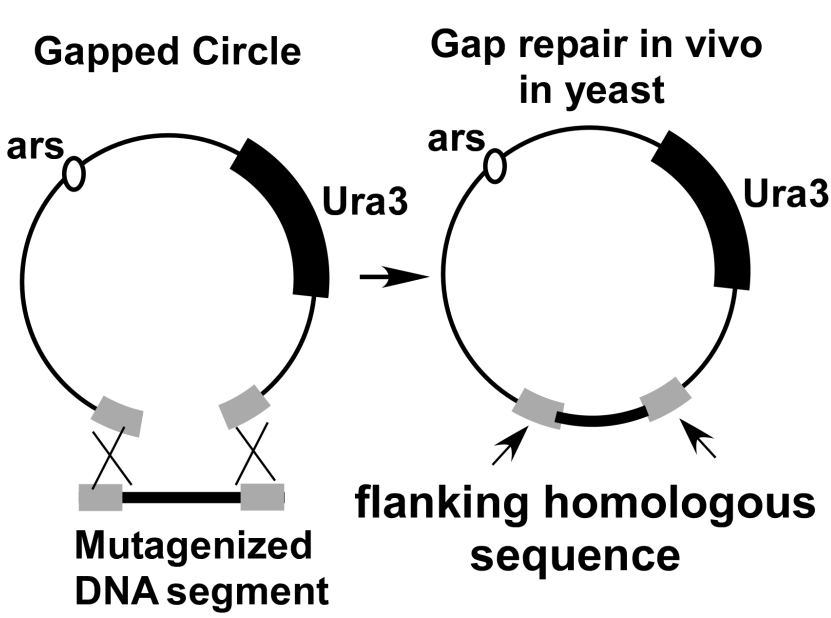 Gapped Circle
Gap repair in vivo
in yeast
ars
Ura3
ars
Ura3
Mutagenized
DNA segment
flanking homologous
sequence